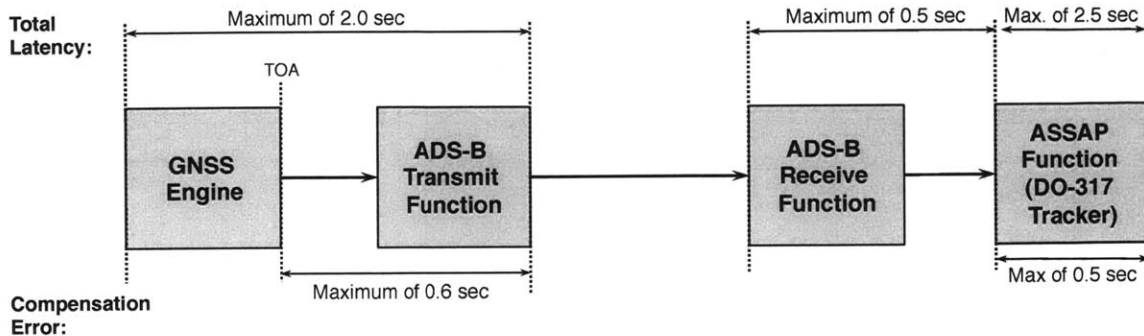 Total
Latency:
Maximum of 2.0 sec
Maximum of 0.5 sec
Max. of 2.5 sec
TOA
GNSS
Engine
ADS-B
Transmit
Function
ADS-B
Receive
Function
ASSAP
Function
(DO-317
Tracker)
Maximum of 0.6 sec
Max of 0.5 sec
Compensation
Error: